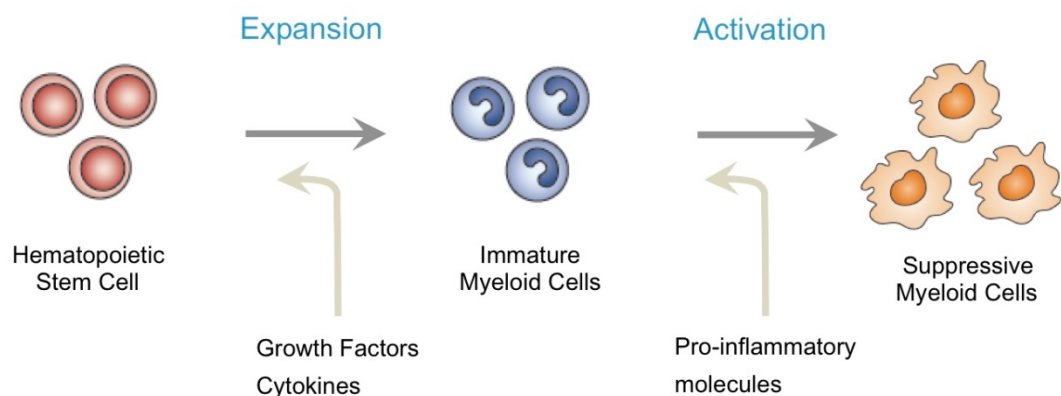 Expansion
Activation
Hematopoietic
Stem Cell
Immature
Myeloid Cells
Suppressive
Myeloid Cells
Growth Factors
Cytokines
Pro-inflammatory
molecules